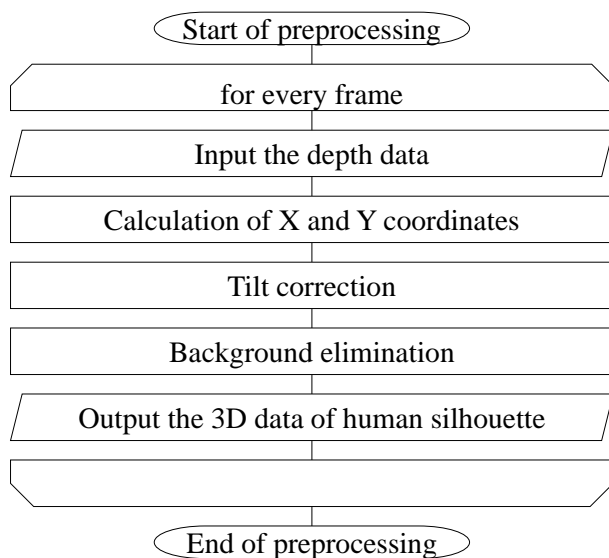 Start of preprocessing
for every frame
Input the depth data
Calculation of X and Y coordinates
Tilt correction
Background elimination
Output the 3D data of human silhouette
End of preprocessing